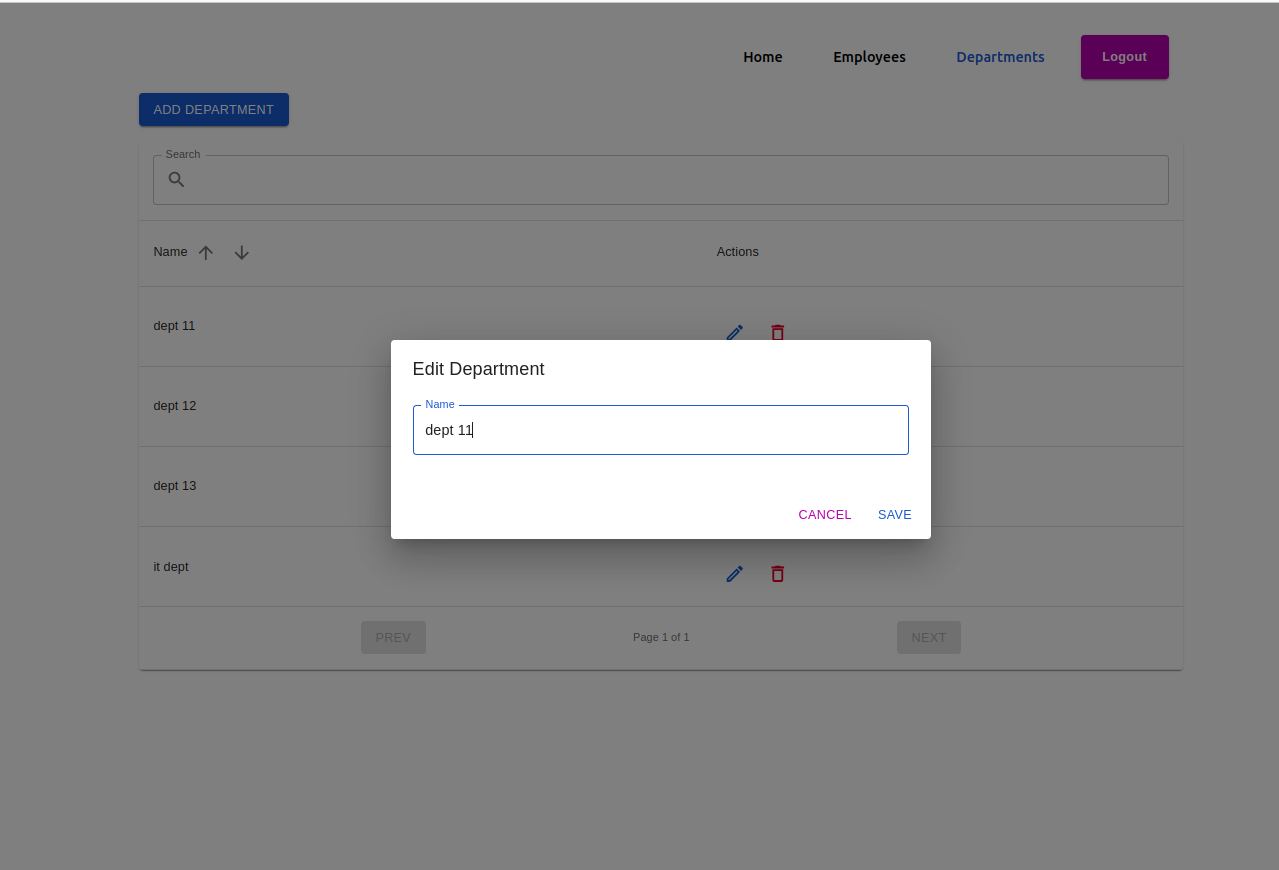 Home Employees Departments Logout
ADD DEPARTMENT
Search
Name Actions
dept 11
dept 12
dept 13
it dept
Edit Department
Name
dept 11
CANCEL SAVE
PREV Page 1 of 1 NEXT